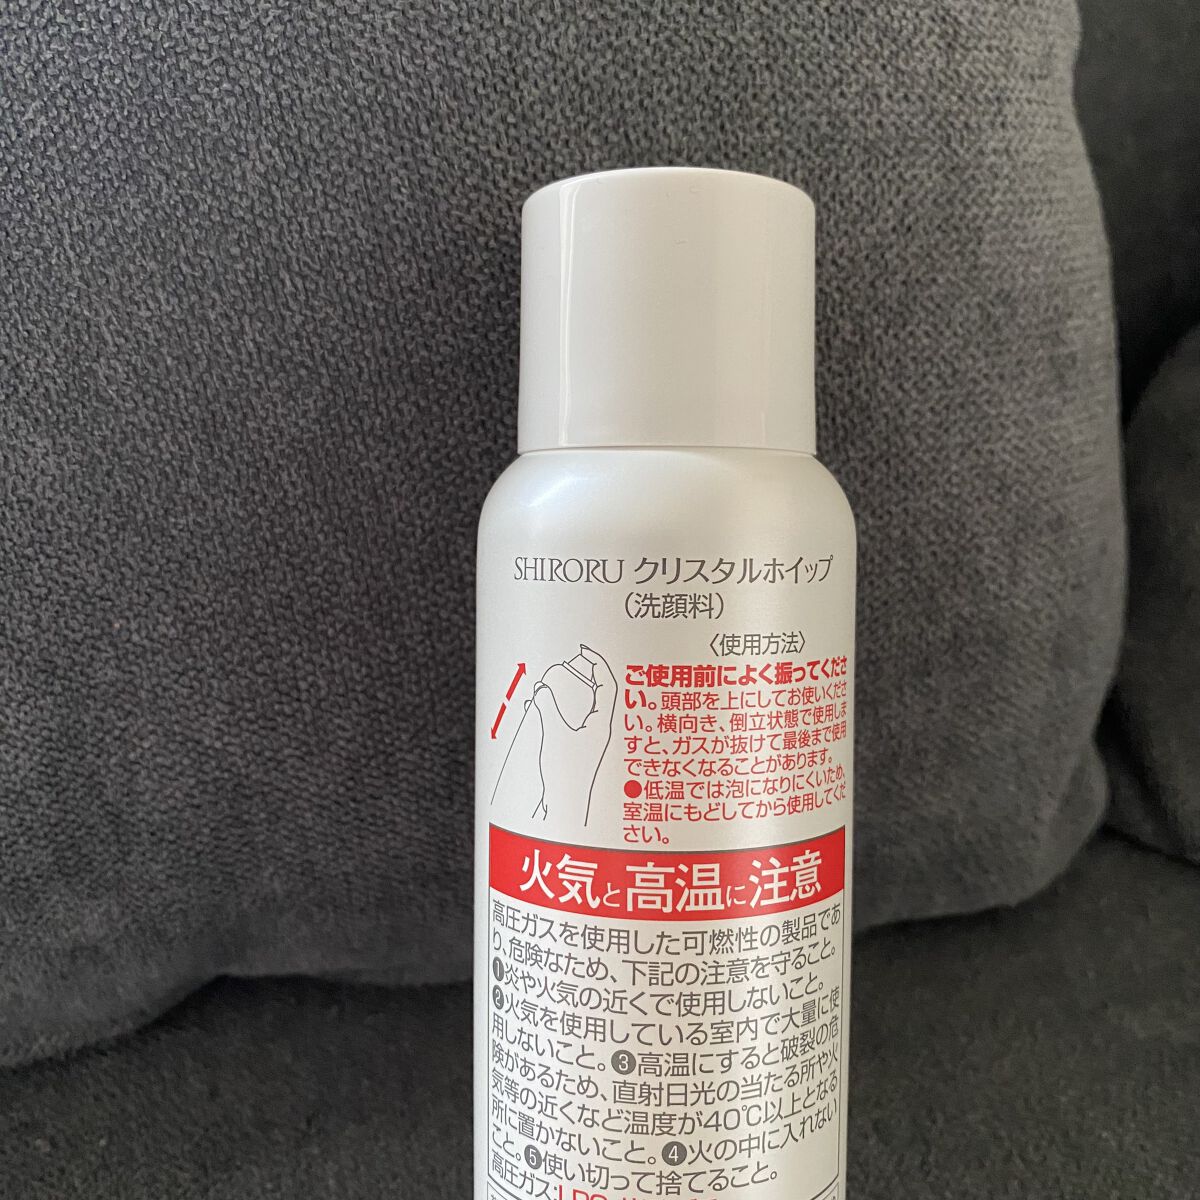 SHIRORU クリスタルホイップ
(洗顔料)
〈使用方法〉
ご使用前によく振ってくださ
い。頭部を上にしてお使いくださ
い。横向き、倒立状態で使用しま
すと、ガスが抜けて最後まで使用
できなくなることがあります。
●低温では泡になりにくいため、
室温にもどしてから使用してくだ
さい。
火気と高温に注意
高圧ガスを使用した可燃性の製品であ
り、危険なため、下記の注意を守ること。
❶炎や火気の近くで使用しないこと。
❷火気を使用している室内で大量に使
用しないこと。❸高温にすると破裂の危
険があるため、直射日光の当たる所や火
気等の近くなど温度が40℃以上となる
所に置かないこと。❹火の中に入れない
こと。❺使い切って捨てること。
高圧ガス:LPG